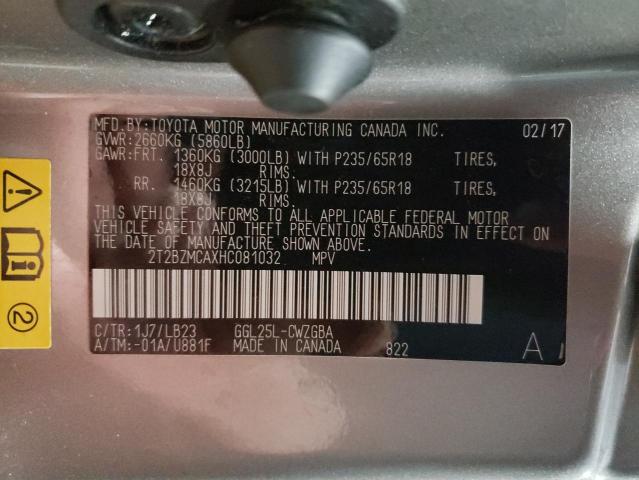 MFD.BY:TOYOTA MOTOR MANUFACTURING CANADA INC. 02/17
GVWR:2660KG (5860LB)
GAWR:FRT. 1360KG (3000LB) WITH P235/65R18 TIRES,
18X8J RIMS.
RR. 1460KG (3215LB) WITH P235/65R18 TIRES,
18X8J RIMS.
THIS VEHICLE CONFORMS TO ALL APPLICABLE FEDERAL MOTOR
VEHICLE SAFETY AND THEFT PREVENTION STANDARDS IN EFFECT ON
THE DATE OF MANUFACTURE SHOWN ABOVE.
2T2BZMCAXHC081032 MPV
C/TR:1J7/LB23 GGL25L-CWZGBA
A/TM:-01A/U881F MADE IN CANADA 822 A
2